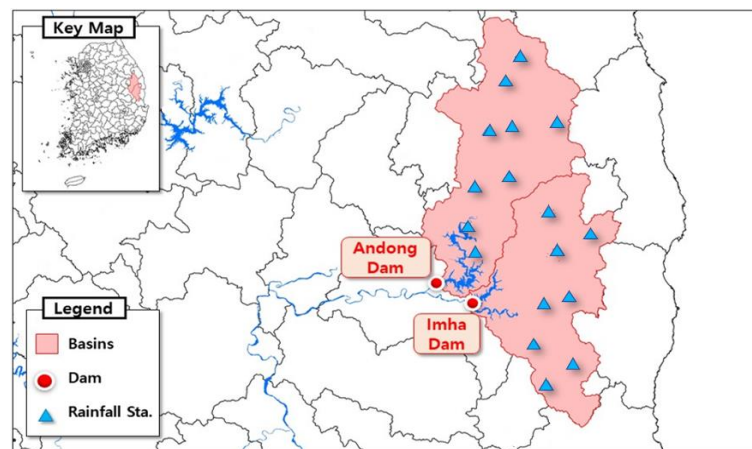 Key Map
Andong
Dam
Imha
Dam
Legend
Basins
Dam
Rainfall Sta.